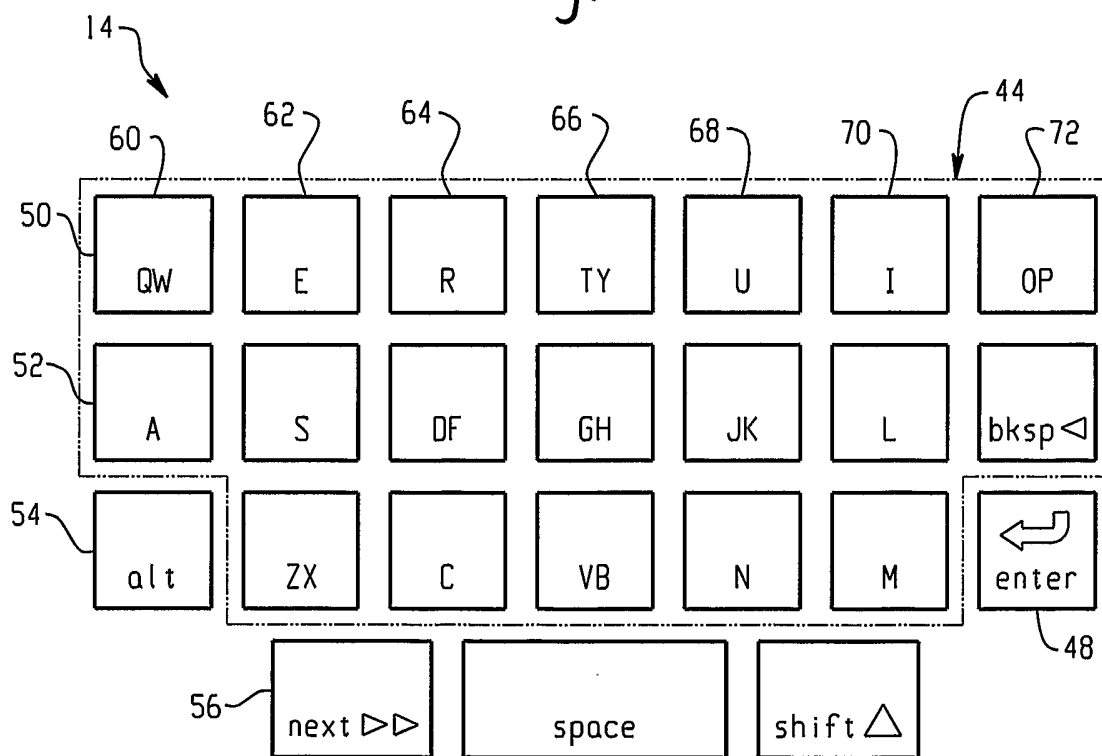 14
60 62 64 66 68 70 44 72
50 QW E R TY U I OP
52 A S DF GH JK L bksp
54 alt ZX C VB N M enter
48
56 next space shift